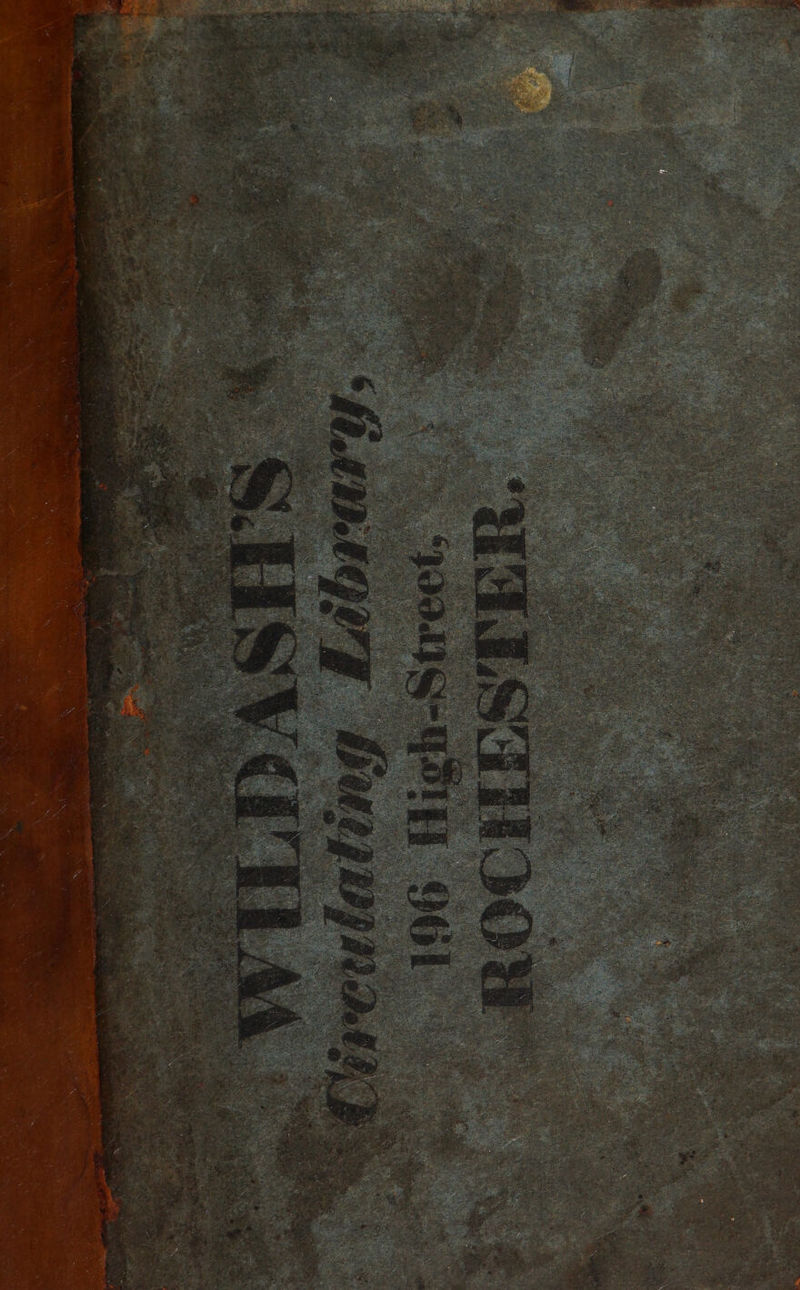 WILDASH'S
Circulating Library,
196 High-Street,
ROCHESTER.